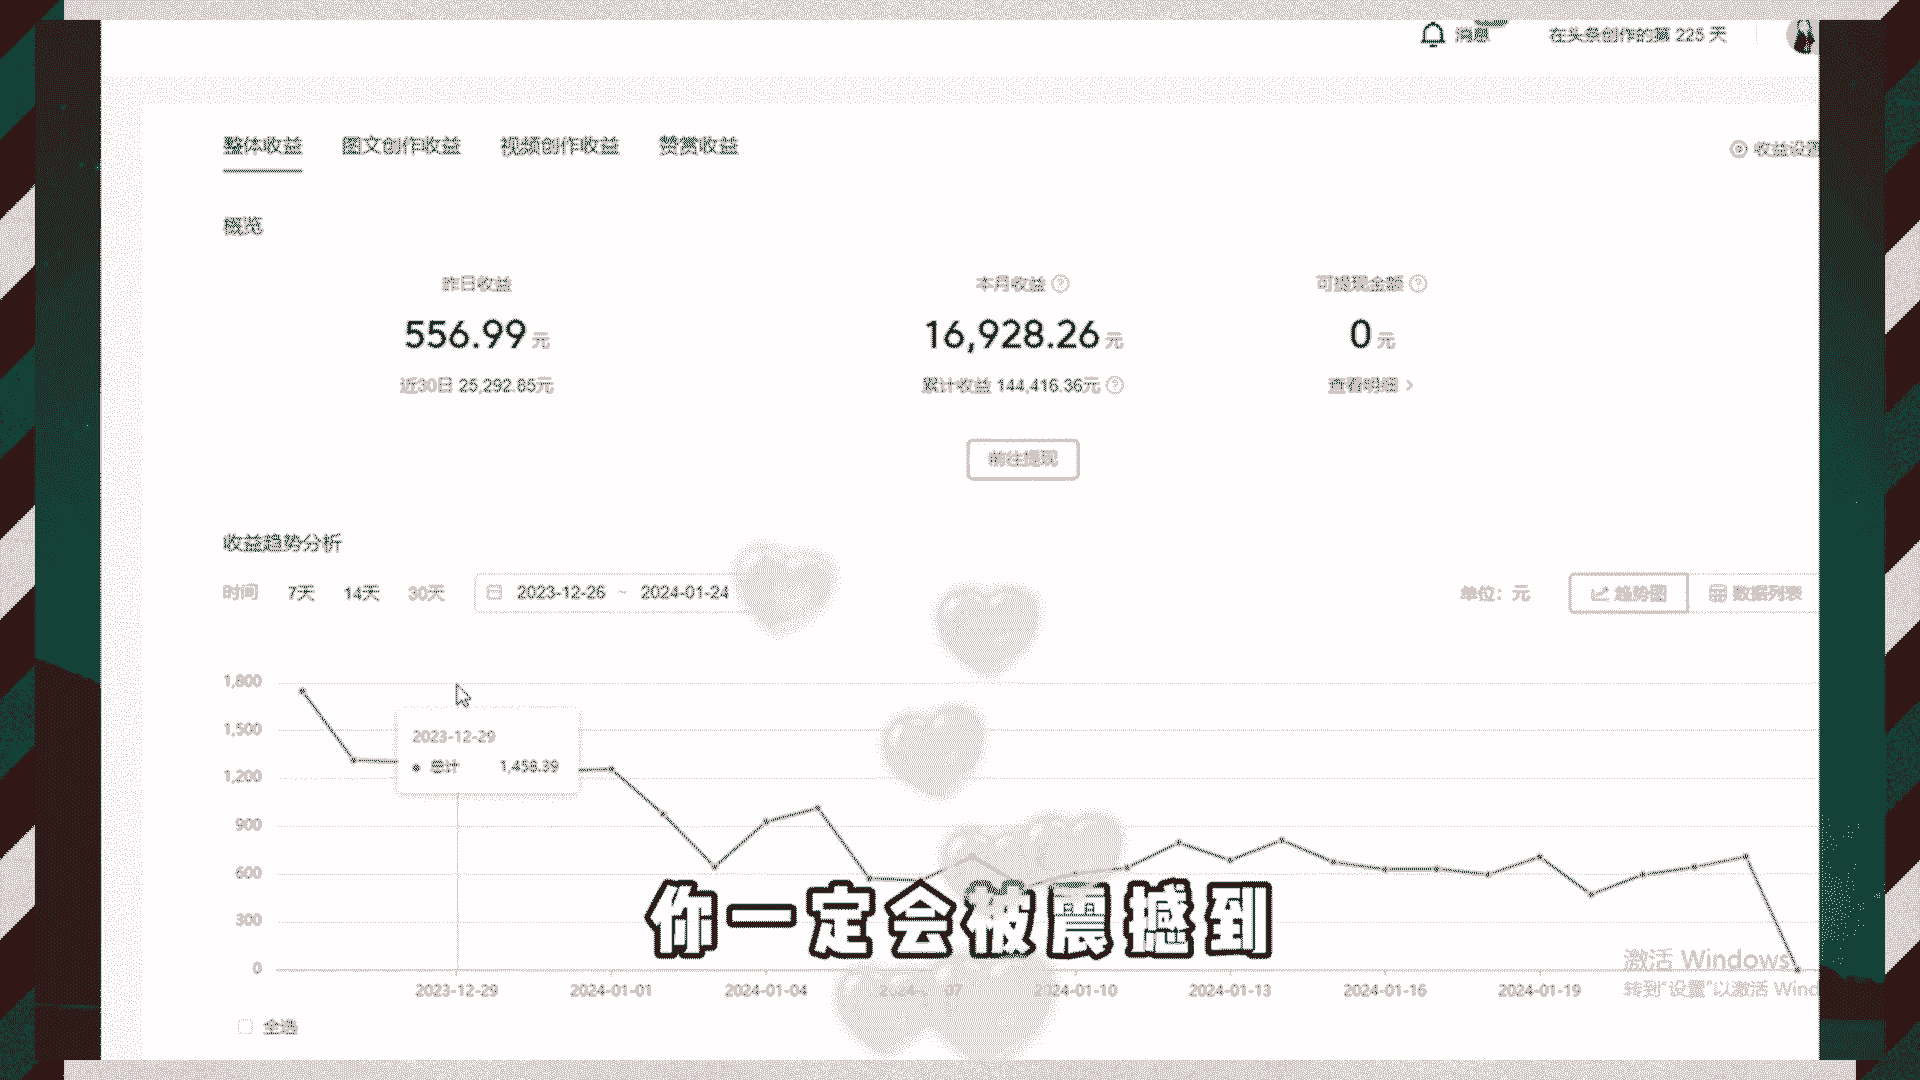 消息
在头条创作的第 225 天
整体收益 图文创作收益 视频创作收益 赞赏收益
收益设置
概览
昨日收益 本月收益 可提现金额
556.99 元 16,928.26 元 0 元
近30日 25,292.85元 累计收益 144,416.36元 查看明细
前往提现
收益趋势分析
时间 7天 14天 30天 2023-12-26 ~ 2024-01-24 单位：元 趋势图 数据列表
1,800
2023-12-29
1,500
总计 1,458.39
1,200
900
600
300
你一定会被震撼到
激活 Windows
0
转到“设置”以激活 Wind
2023-12-29 2024-01-01 2024-01-04 07 2024-01-10 2024-01-13 2024-01-16 2024-01-19
全选